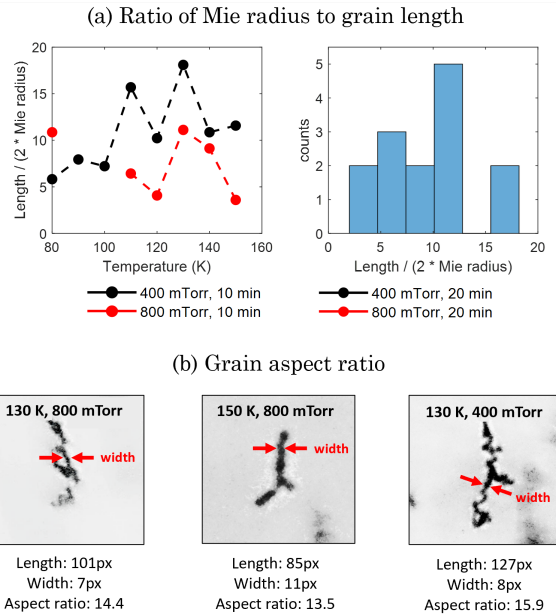 (a) Ratio of Mie radius to grain length
20
15
10
5
0
80 100 120 140 160
Length / (2 * Mie radius)
Temperature (K)
5
4
3
2
1
0
0 5 10 15 20
counts
Length / (2 * Mie radius)
400 mTorr, 10 min
800 mTorr, 10 min
400 mTorr, 20 min
800 mTorr, 20 min
(b) Grain aspect ratio
130 K, 800 mTorr
width
Length: 101px
Width: 7px
Aspect ratio: 14.4
150 K, 800 mTorr
width
Length: 85px
Width: 11px
Aspect ratio: 13.5
130 K, 400 mTorr
width
Length: 127px
Width: 8px
Aspect ratio: 15.9